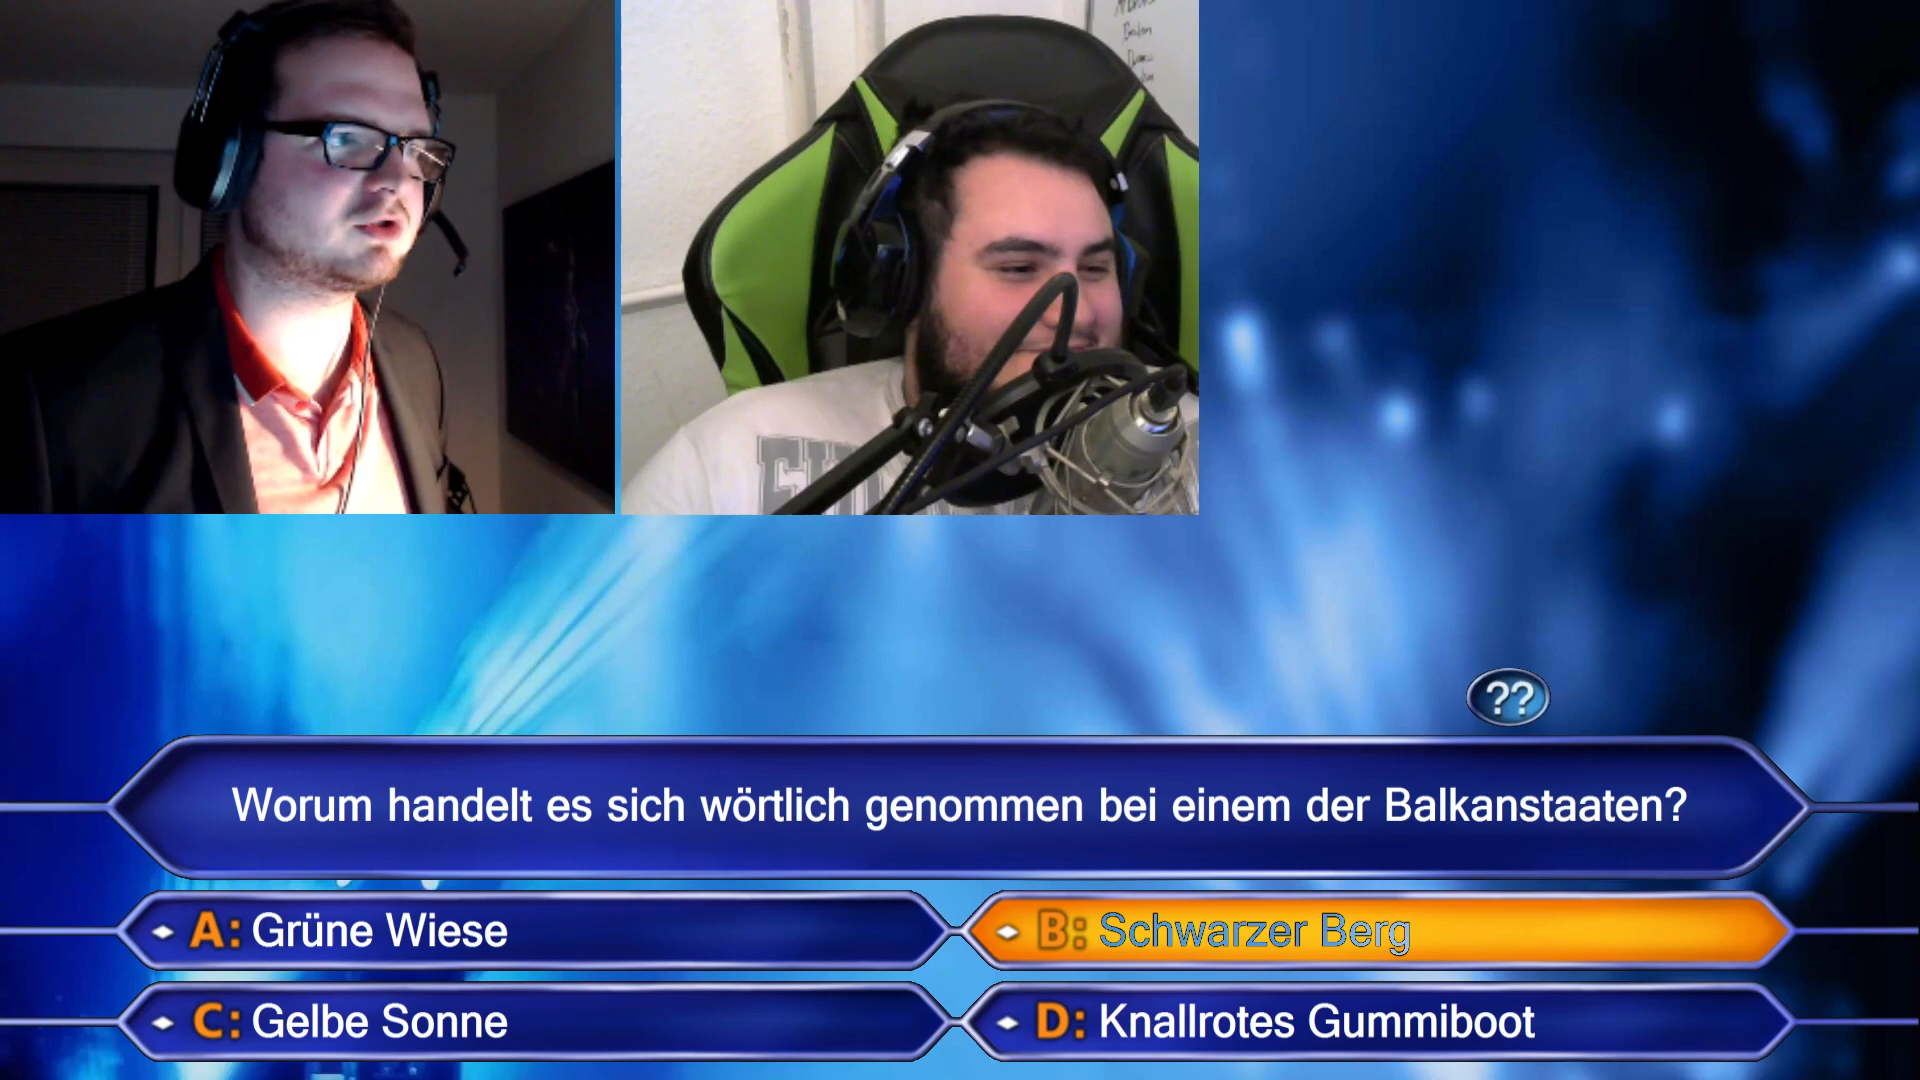 ??
Worum handelt es sich wörtlich genommen bei einem der Balkanstaaten?
A: Grüne Wiese
B: Schwarzer Berg
C: Gelbe Sonne
D: Knallrotes Gummiboot